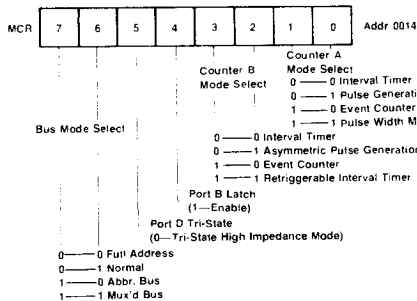 MCR 7 6 5 4 3 2 1 0 Addr 0014
Counter A
Mode Select
0 0 Interval Timer
0 1 Pulse Generati
1 0 Event Counter
1 1 Pulse Width M
Counter B
Mode Select
0 0 Interval Timer
0 1 Asymmetric Pulse Generation
1 0 Event Counter
1 1 Retriggerable Interval Timer
Bus Mode Select
Port B Latch
(1—Enable)
Port D Tri-State
(0—Tri-State High Impedance Mode)
0 0 Full Address
0 1 Normal
1 0 Abbr. Bus
1 1 Mux'd Bus